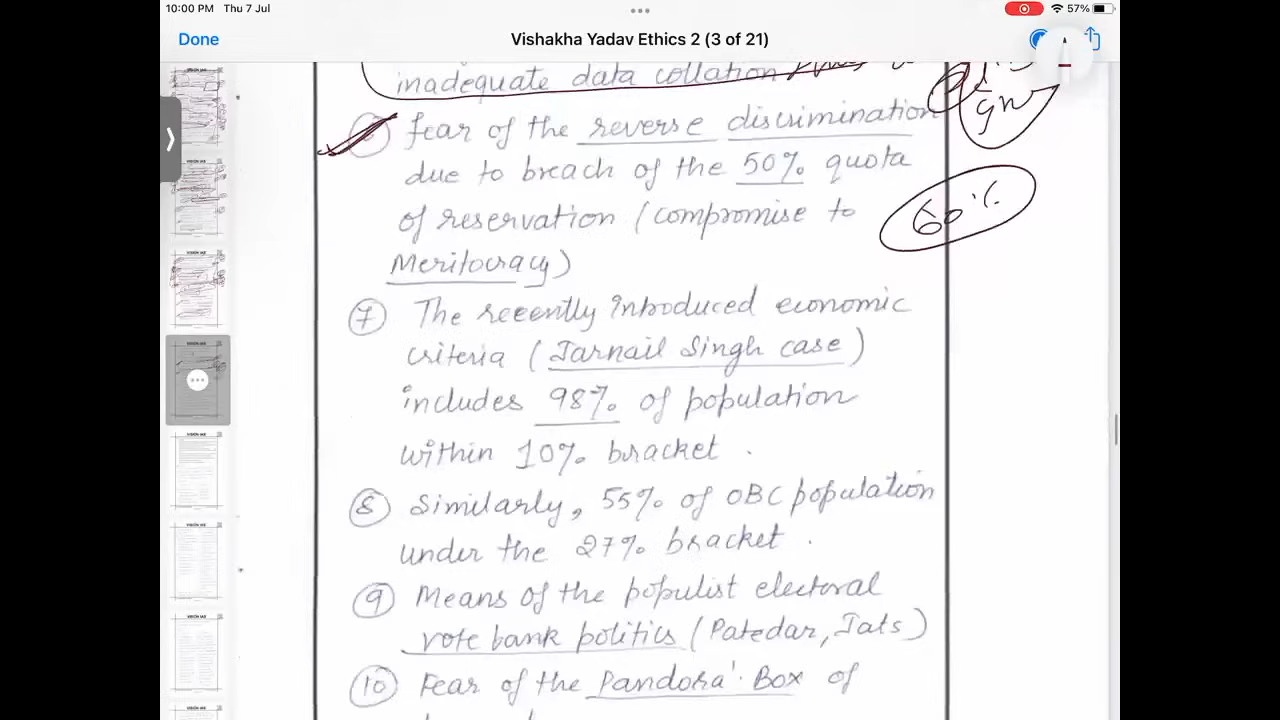 10:00 PM Thu 7 Jul
57%
Done
Vishakha Yadav Ethics 2 (3 of 21)
inadequate data collation
fear of the reverse discrimination
due to breach of the 50% quota
of reservation (compromise to
Meritocracy)
60%
⑦ The recently introduced economic
criteria (Jarnail Singh case)
includes 98% of population
within 10% bracket.
⑧ Similarly, 55% of OBC population
under the 27% bracket.
⑨ Means of the populist electoral
vote bank politics (Patedar, Jats)
⑩ Fear of the Pandora' Box of